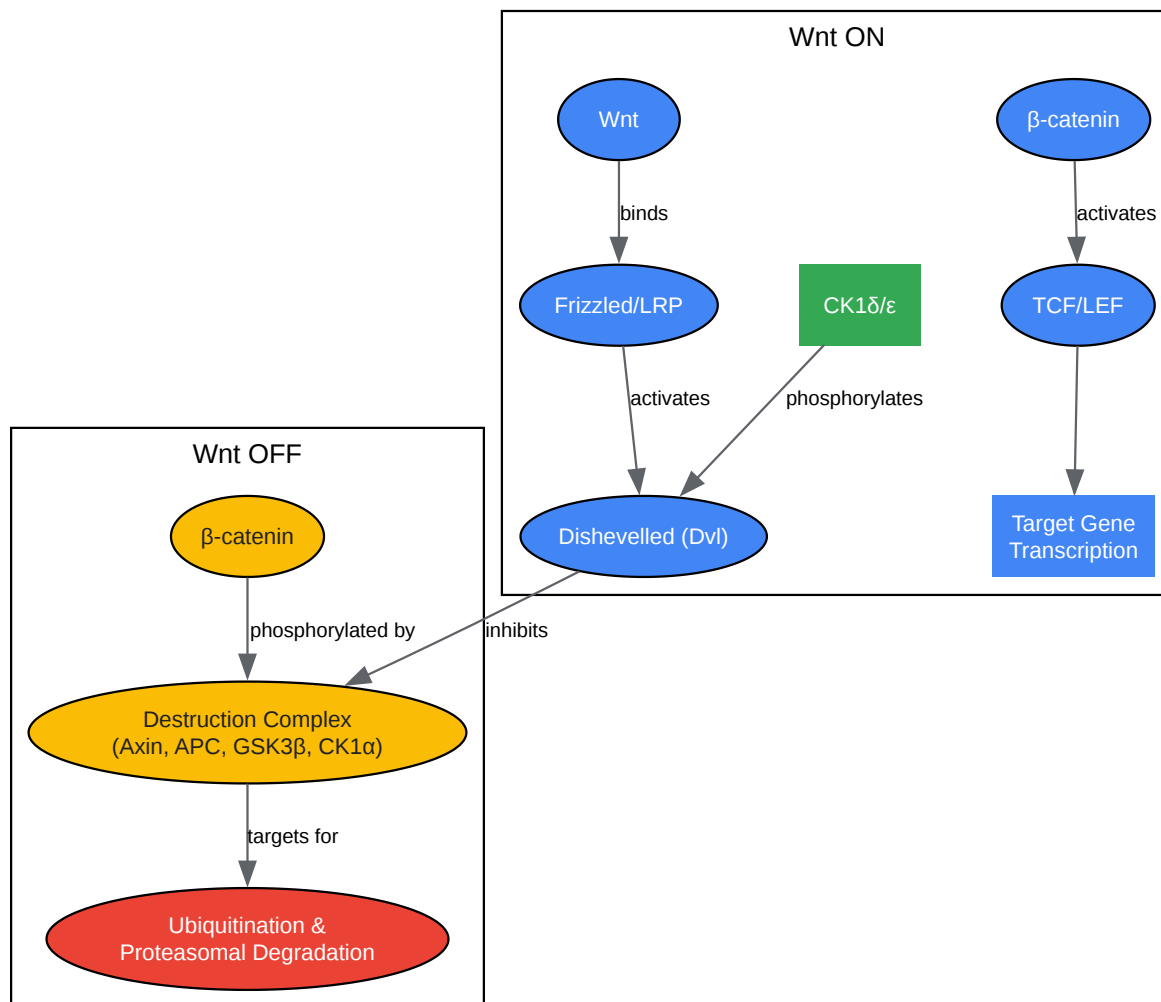 Wnt ON
Wnt
β-catenin
binds
activates
Frizzled/LRP
CK1δ/ε
TCF/LEF
activates
phosphorylates
Wnt OFF
Dishevelled (Dvl)
Target Gene
Transcription
β-catenin
phosphorylated by
inhibits
Destruction Complex
(Axin, APC, GSK3β, CK1α)
targets for
Ubiquitination &
Proteasomal Degradation